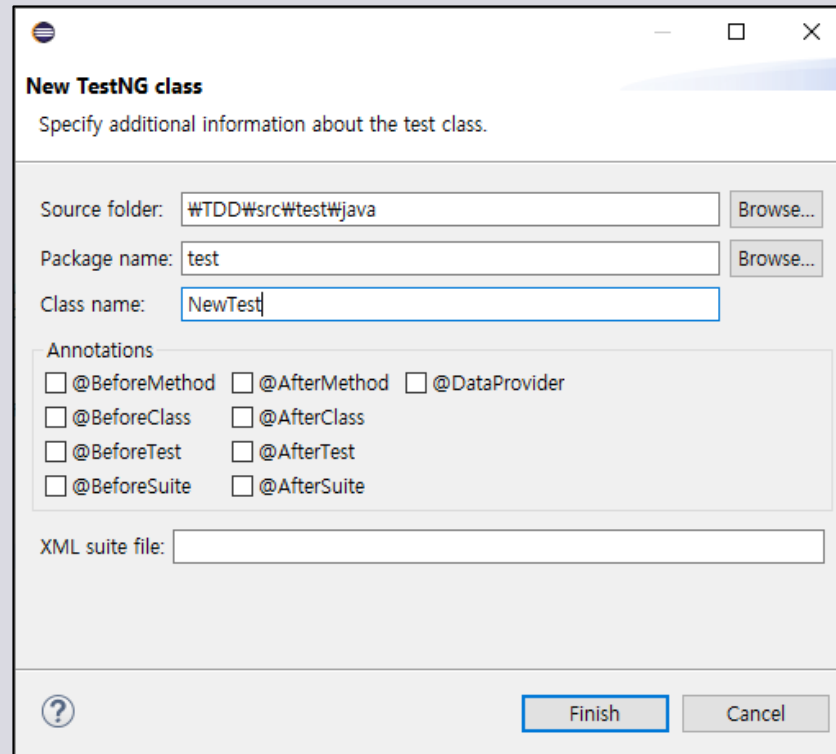 New TestNG class
Specify additional information about the test class.
Source folder: ₩TDD₩src₩test₩java Browse...
Package name: test Browse...
Class name: NewTest
Annotations
@BeforeMethod @AfterMethod @DataProvider
@BeforeClass @AfterClass
@BeforeTest @AfterTest
@BeforeSuite @AfterSuite
XML suite file:
? Finish Cancel